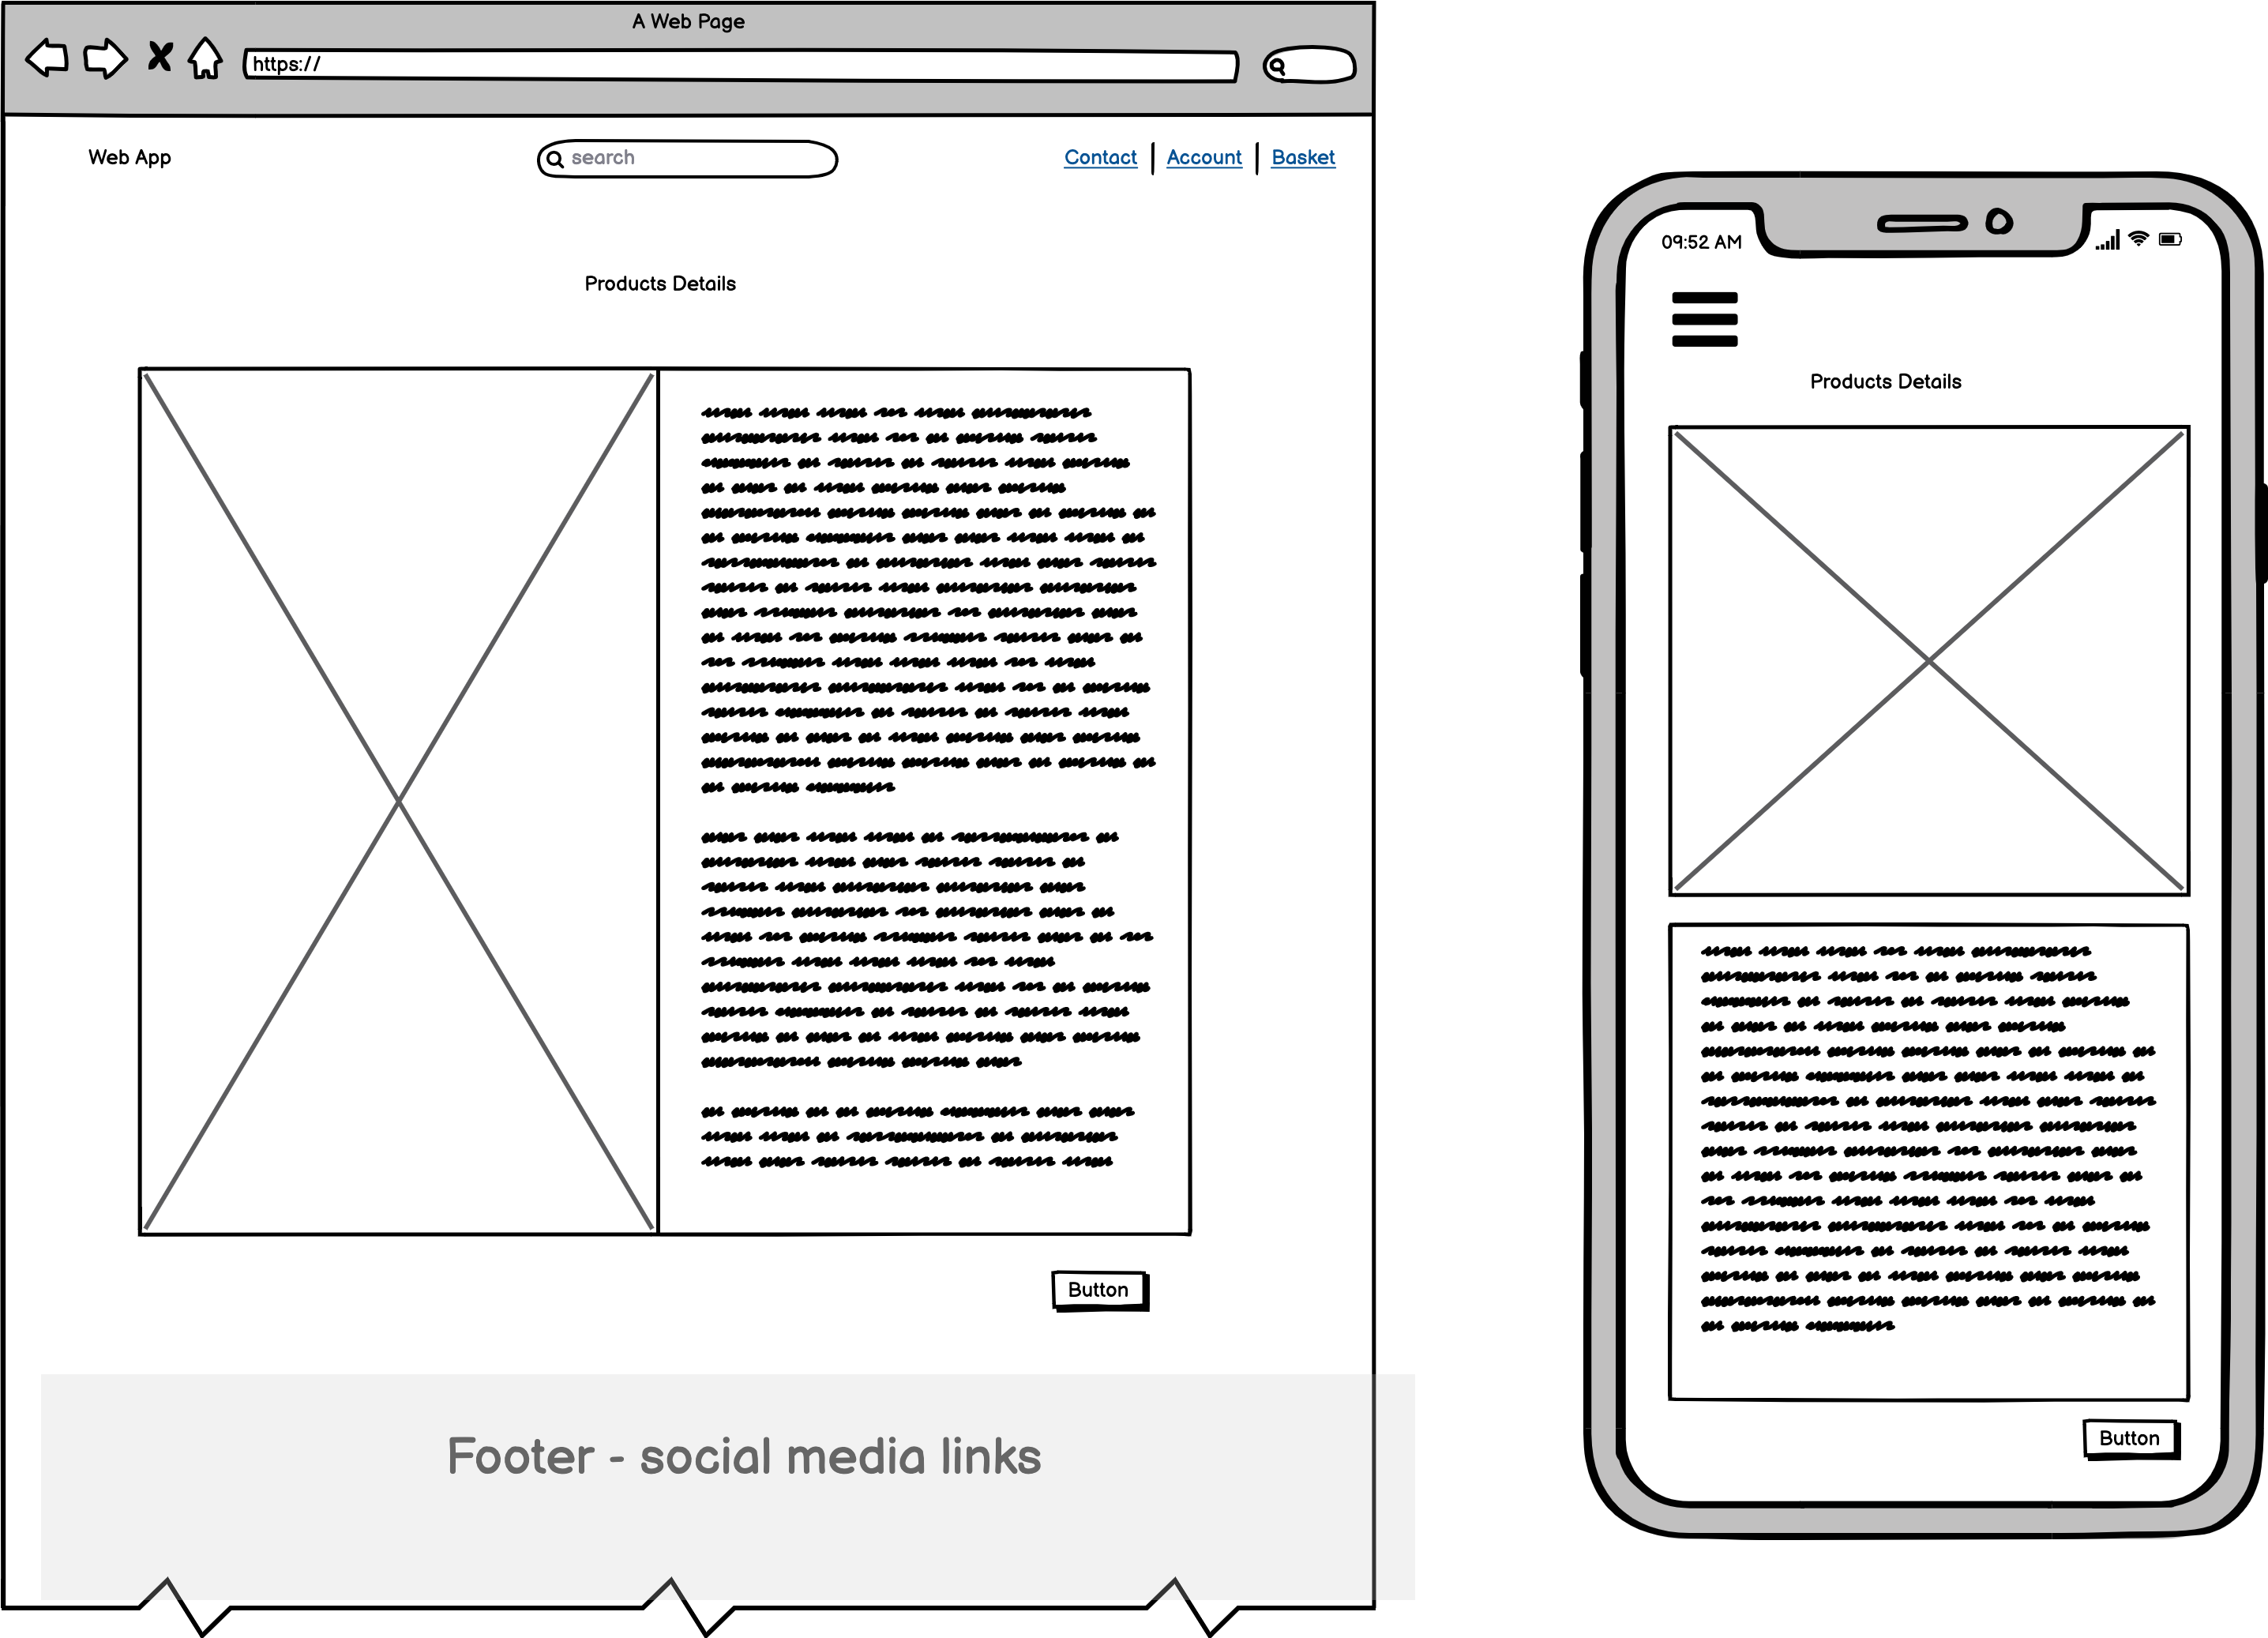 A Web Page
https://
Web App
search
Contact
Account
Basket
Products Details
Button
Footer - social media links
09:52 AM
Products Details
Button